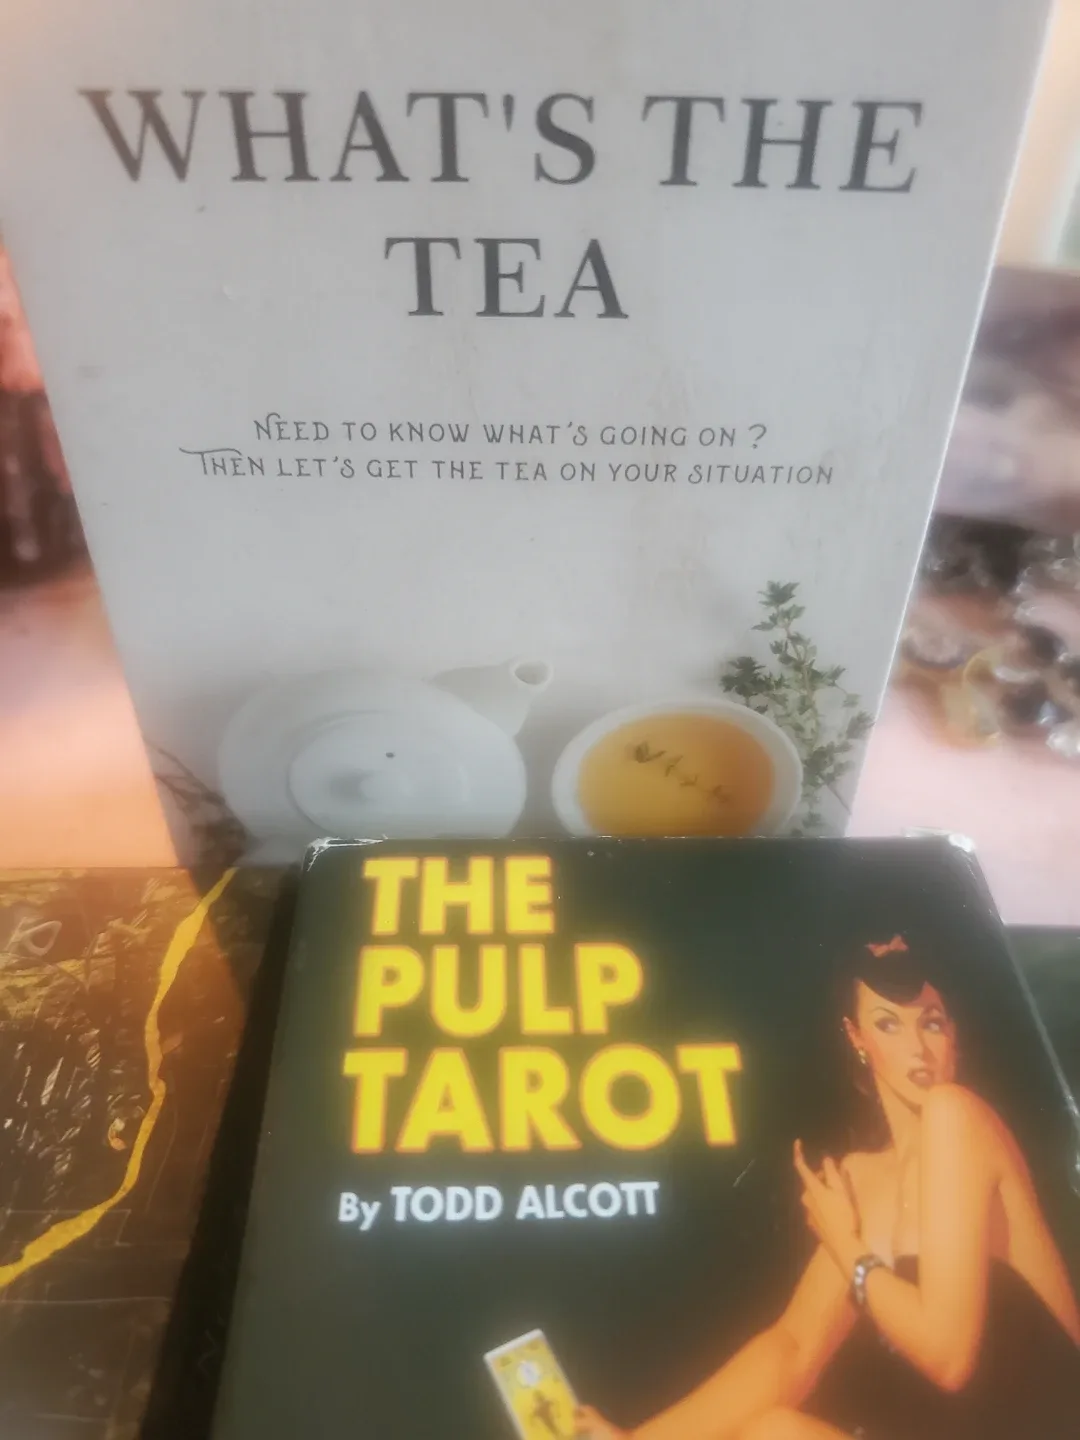 WHAT'S THE
TEA
NEED TO KNOW WHAT'S GOING ON?
THEN LET'S GET THE TEA ON YOUR SITUATION
THE
PULP
TAROT
By TODD ALCOTT